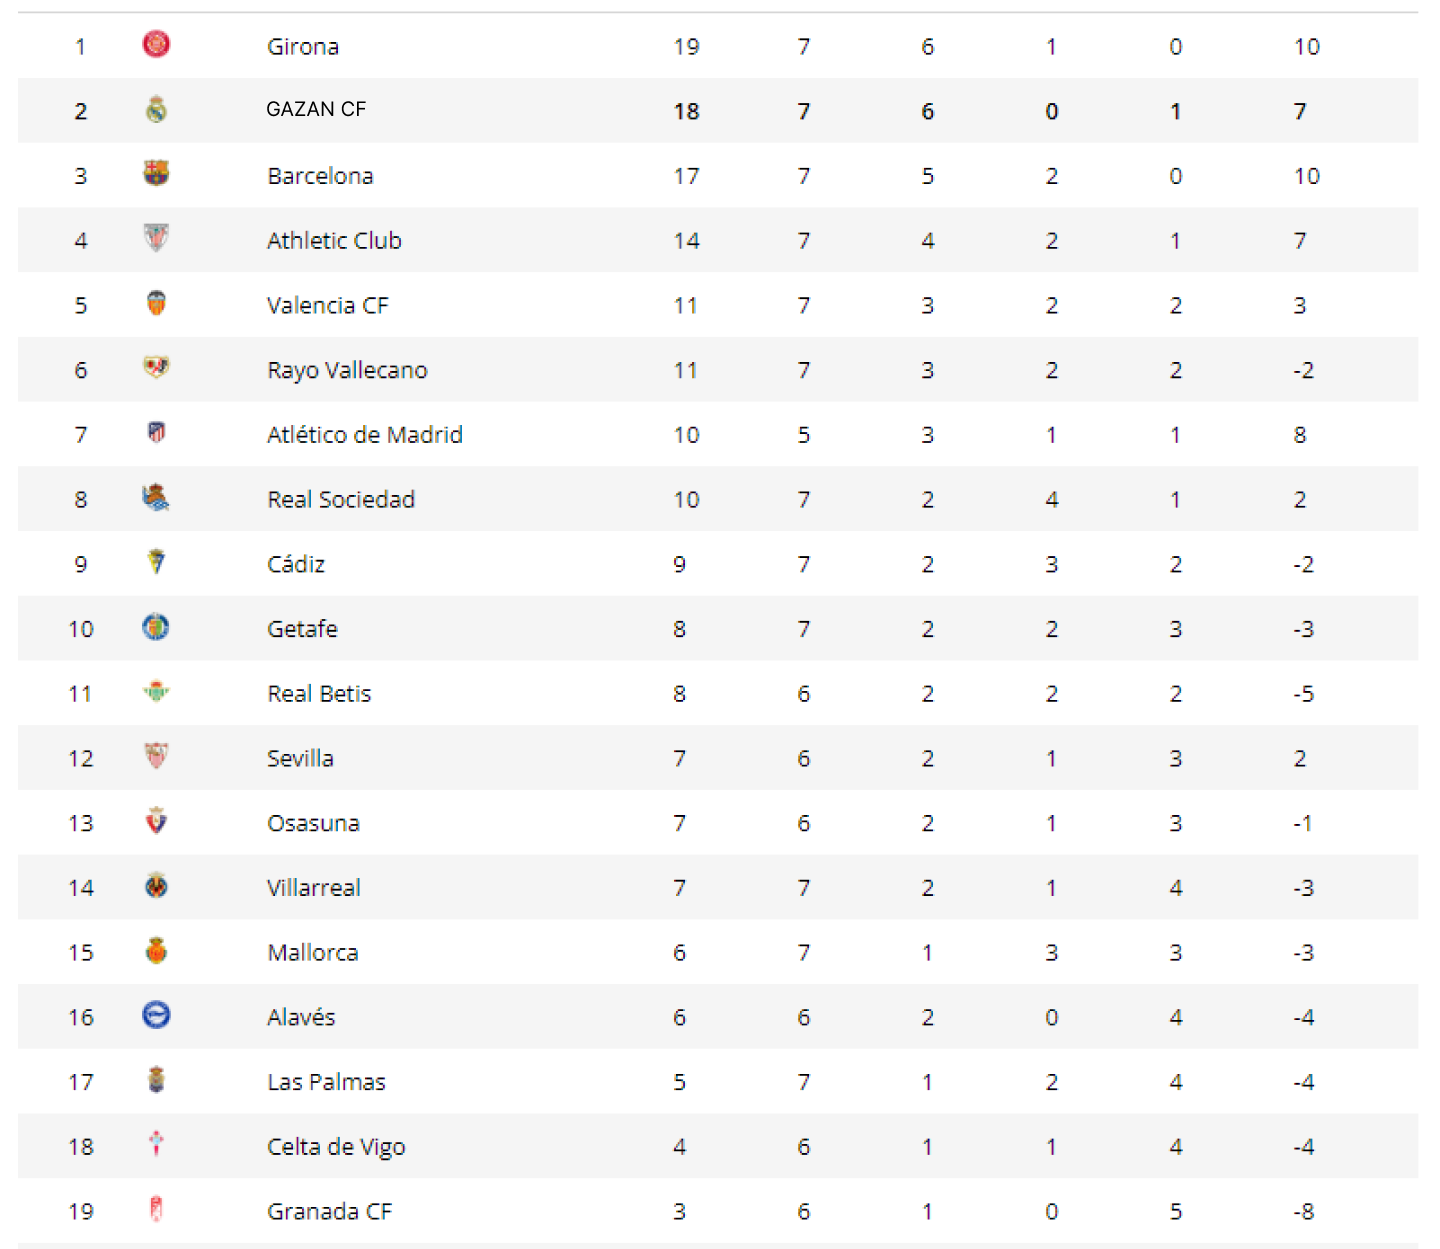 1 Girona 19 7 6 1 0 10
2 GAZAN CF 18 7 6 0 1 7
3 Barcelona 17 7 5 2 0 10
4 Athletic Club 14 7 4 2 1 7
5 Valencia CF 11 7 3 2 2 3
6 Rayo Vallecano 11 7 3 2 2 -2
7 Atlético de Madrid 10 5 3 1 1 8
8 Real Sociedad 10 7 2 4 1 2
9 Cádiz 9 7 2 3 2 -2
10 Getafe 8 7 2 2 3 -3
11 Real Betis 8 6 2 2 2 -5
12 Sevilla 7 6 2 1 3 2
13 Osasuna 7 6 2 1 3 -1
14 Villarreal 7 7 2 1 4 -3
15 Mallorca 6 7 1 3 3 -3
16 Alavés 6 6 2 0 4 -4
17 Las Palmas 5 7 1 2 4 -4
18 Celta de Vigo 4 6 1 1 4 -4
19 Granada CF 3 6 1 0 5 -8